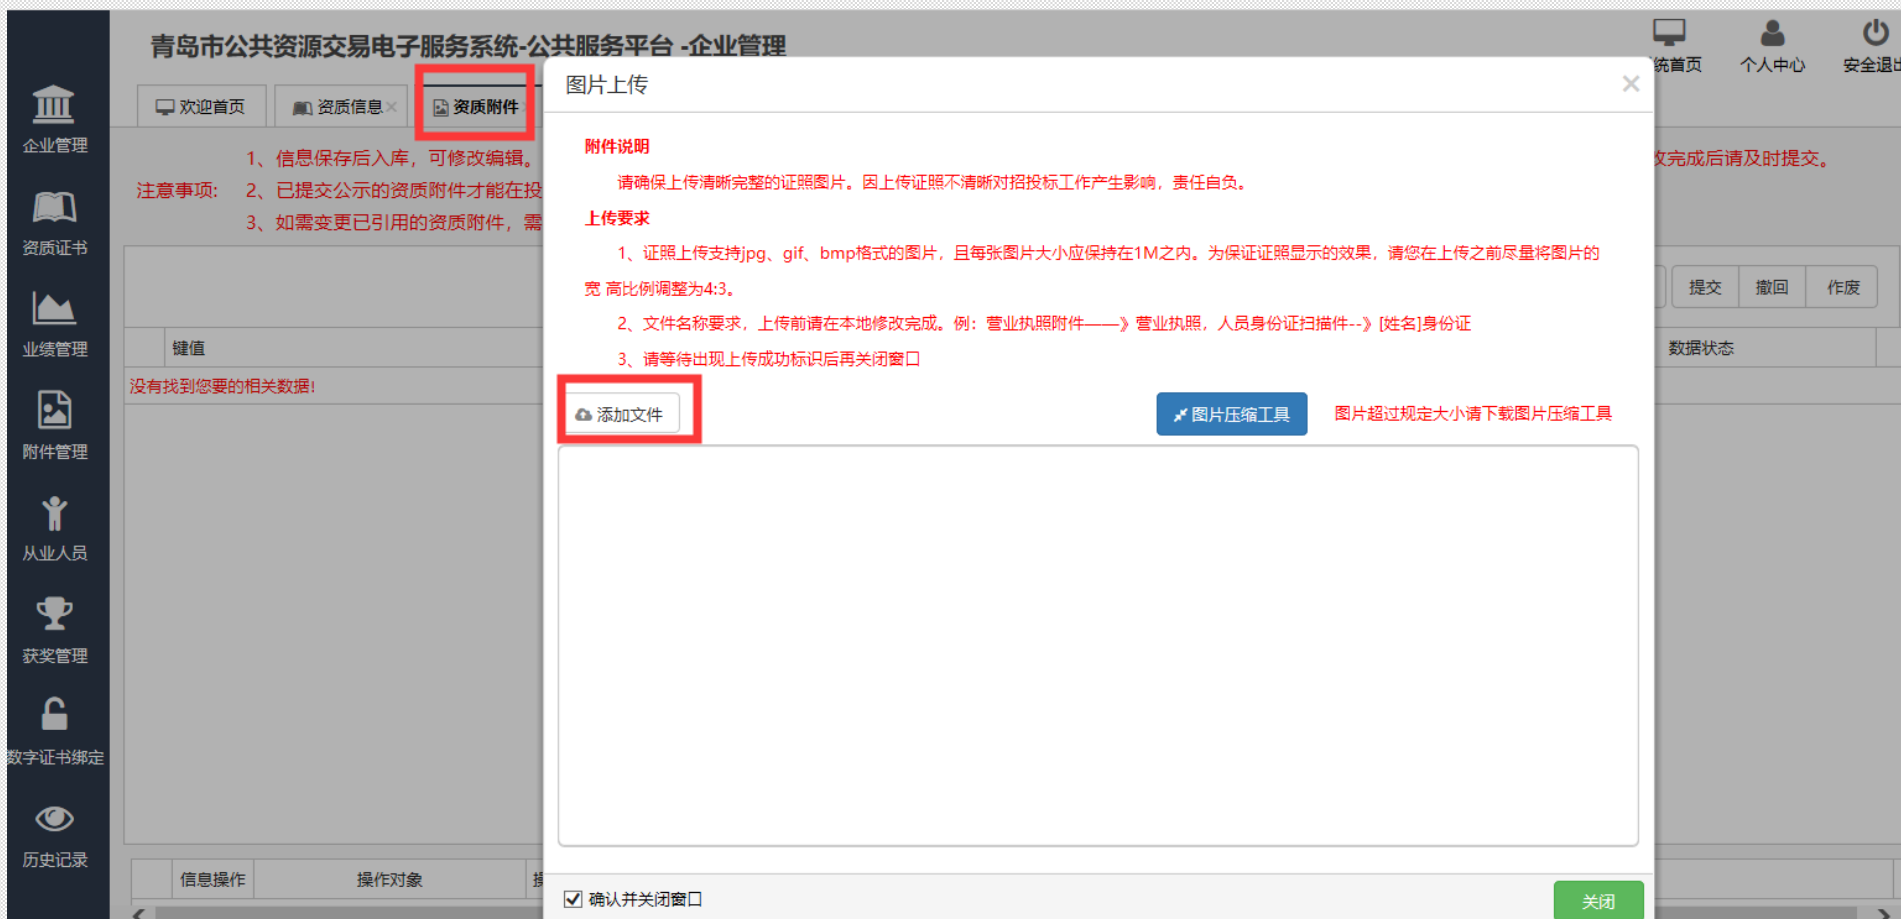 青岛市公共资源交易电子服务系统-公共服务平台 -企业管理
统首页
个人中心
安全退出
欢迎首页
资质信息
资质附件
图片上传
企业管理
资质证书
业绩管理
附件管理
从业人员
获奖管理
数字证书绑定
历史记录
注意事项:
1、信息保存后入库，可修改编辑。
改完成后请及时提交。
2、已提交公示的资质附件才能在投
3、如需变更已引用的资质附件，需
提交
撤回
作废
键值
数据状态
没有找到您要的相关数据!
附件说明
请确保上传清晰完整的证照图片。因上传证照不清晰对招投标工作产生影响，责任自负。
上传要求
1、证照上传支持jpg、gif、bmp格式的图片，且每张图片大小应保持在1M之内。为保证证照显示的效果，请您在上传之前尽量将图片的
宽 高比例调整为4:3。
2、文件名称要求，上传前请在本地修改完成。例：营业执照附件——》营业执照，人员身份证扫描件--》[姓名]身份证
3、请等待出现上传成功标识后再关闭窗口
添加文件
图片压缩工具
图片超过规定大小请下载图片压缩工具
信息操作
操作对象
确认并关闭窗口
关闭